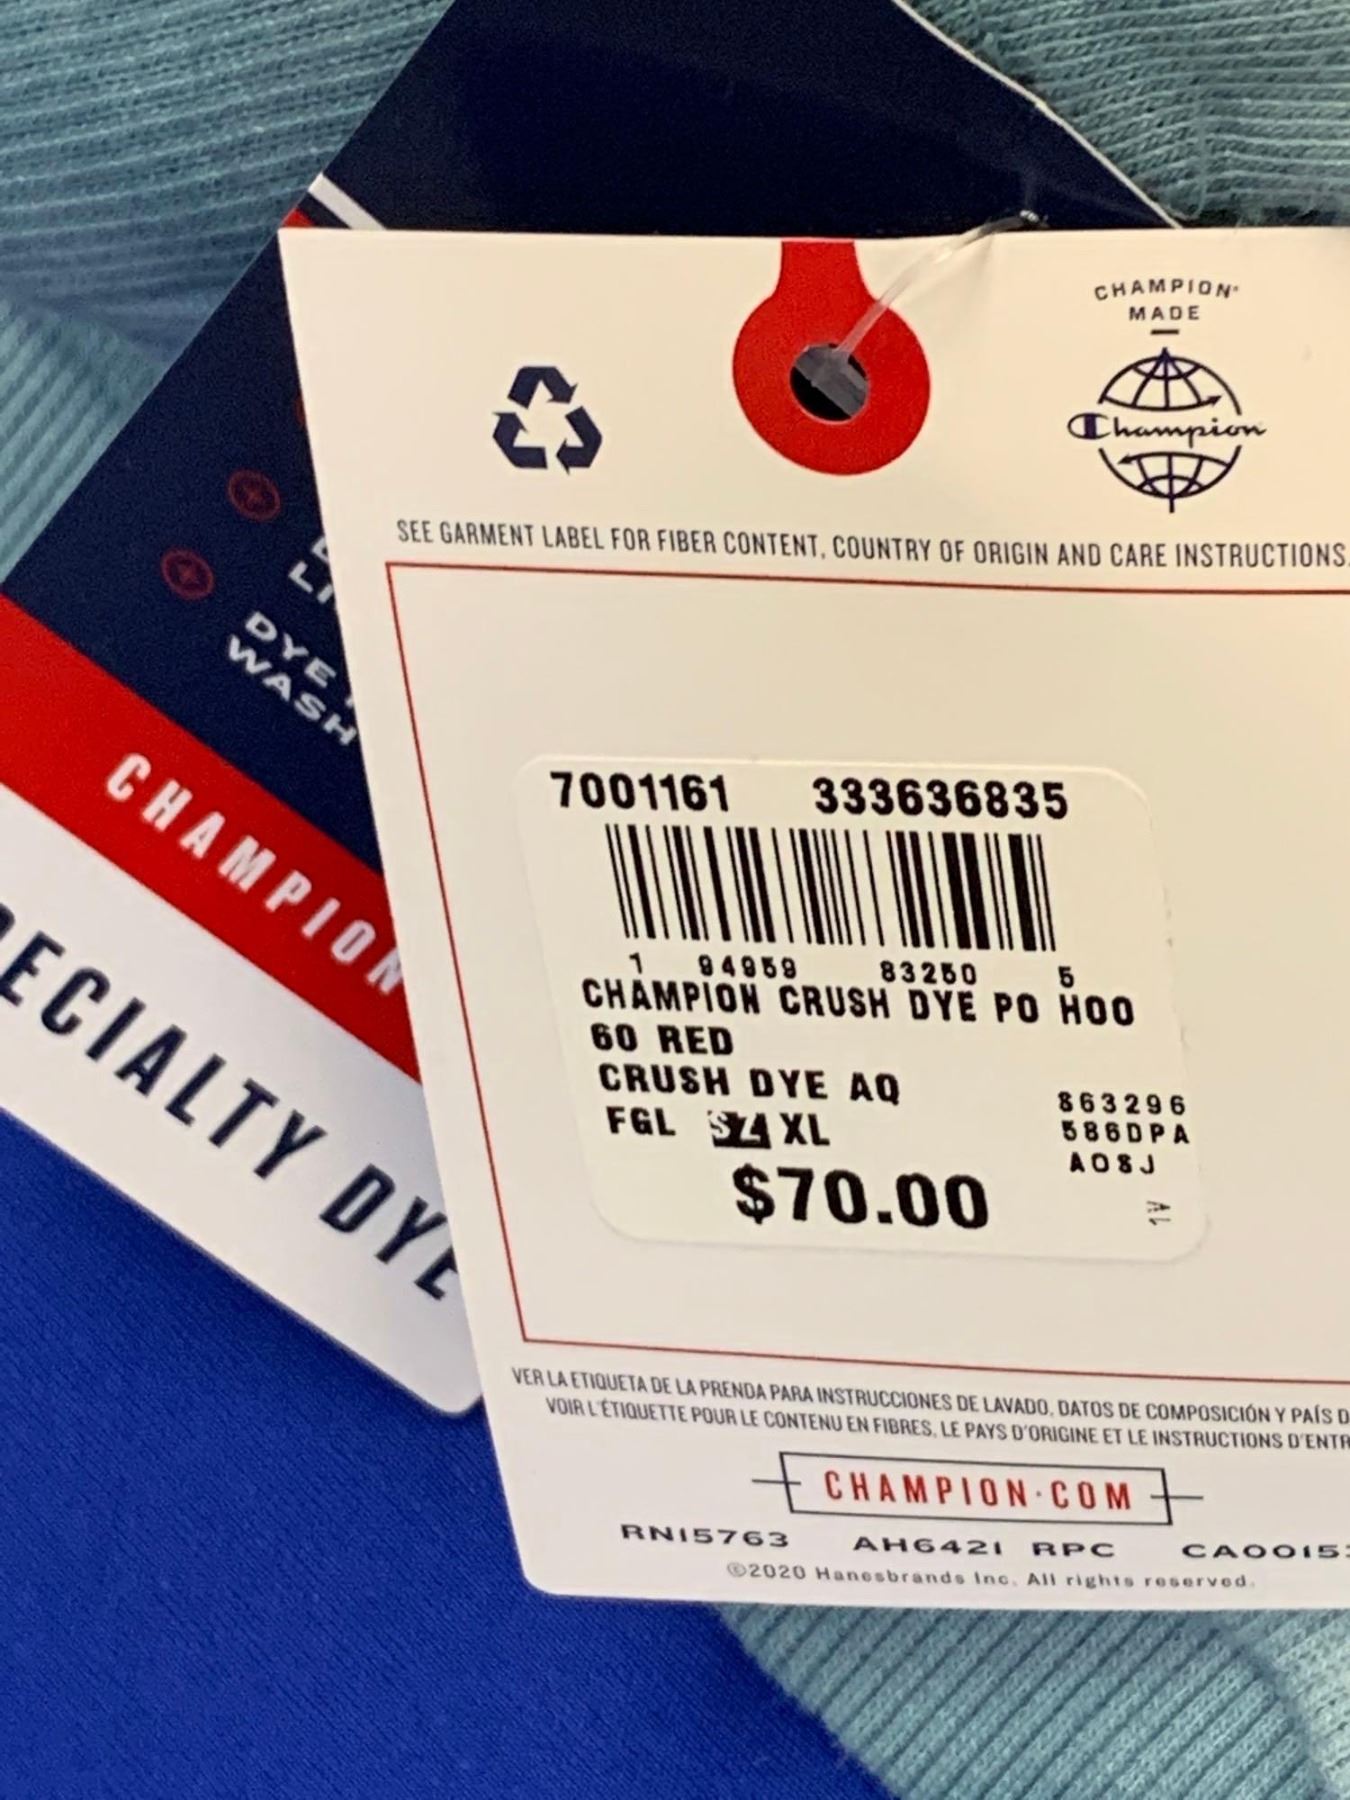 CHAMPION
MADE
Champion
SEE GARMENT LABEL FOR FIBER CONTENT, COUNTRY OF ORIGIN AND CARE INSTRUCTIONS.
DYE
WASH
CHAMPION
ECIALTY DYE
7001161 333636835
1 94959 83250 5
CHAMPION CRUSH DYE PO HOO
60 RED
CRUSH DYE AQ
FGL SZ XL
$70.00
863296
586DPA
A08J
VER LA ETIQUETA DE LA PRENDA PARA INSTRUCCIONES DE LAVADO, DATOS DE COMPOSICIÓN Y PAÍS D
VOIR L'ÉTIQUETTE POUR LE CONTENU EN FIBRES, LE PAYS D'ORIGINE ET LE INSTRUCTIONS D'ENTR
CHAMPION·COM
RN15763 AH6421 RPC CA00153
©2020 Hanesbrands Inc. All rights reserved.